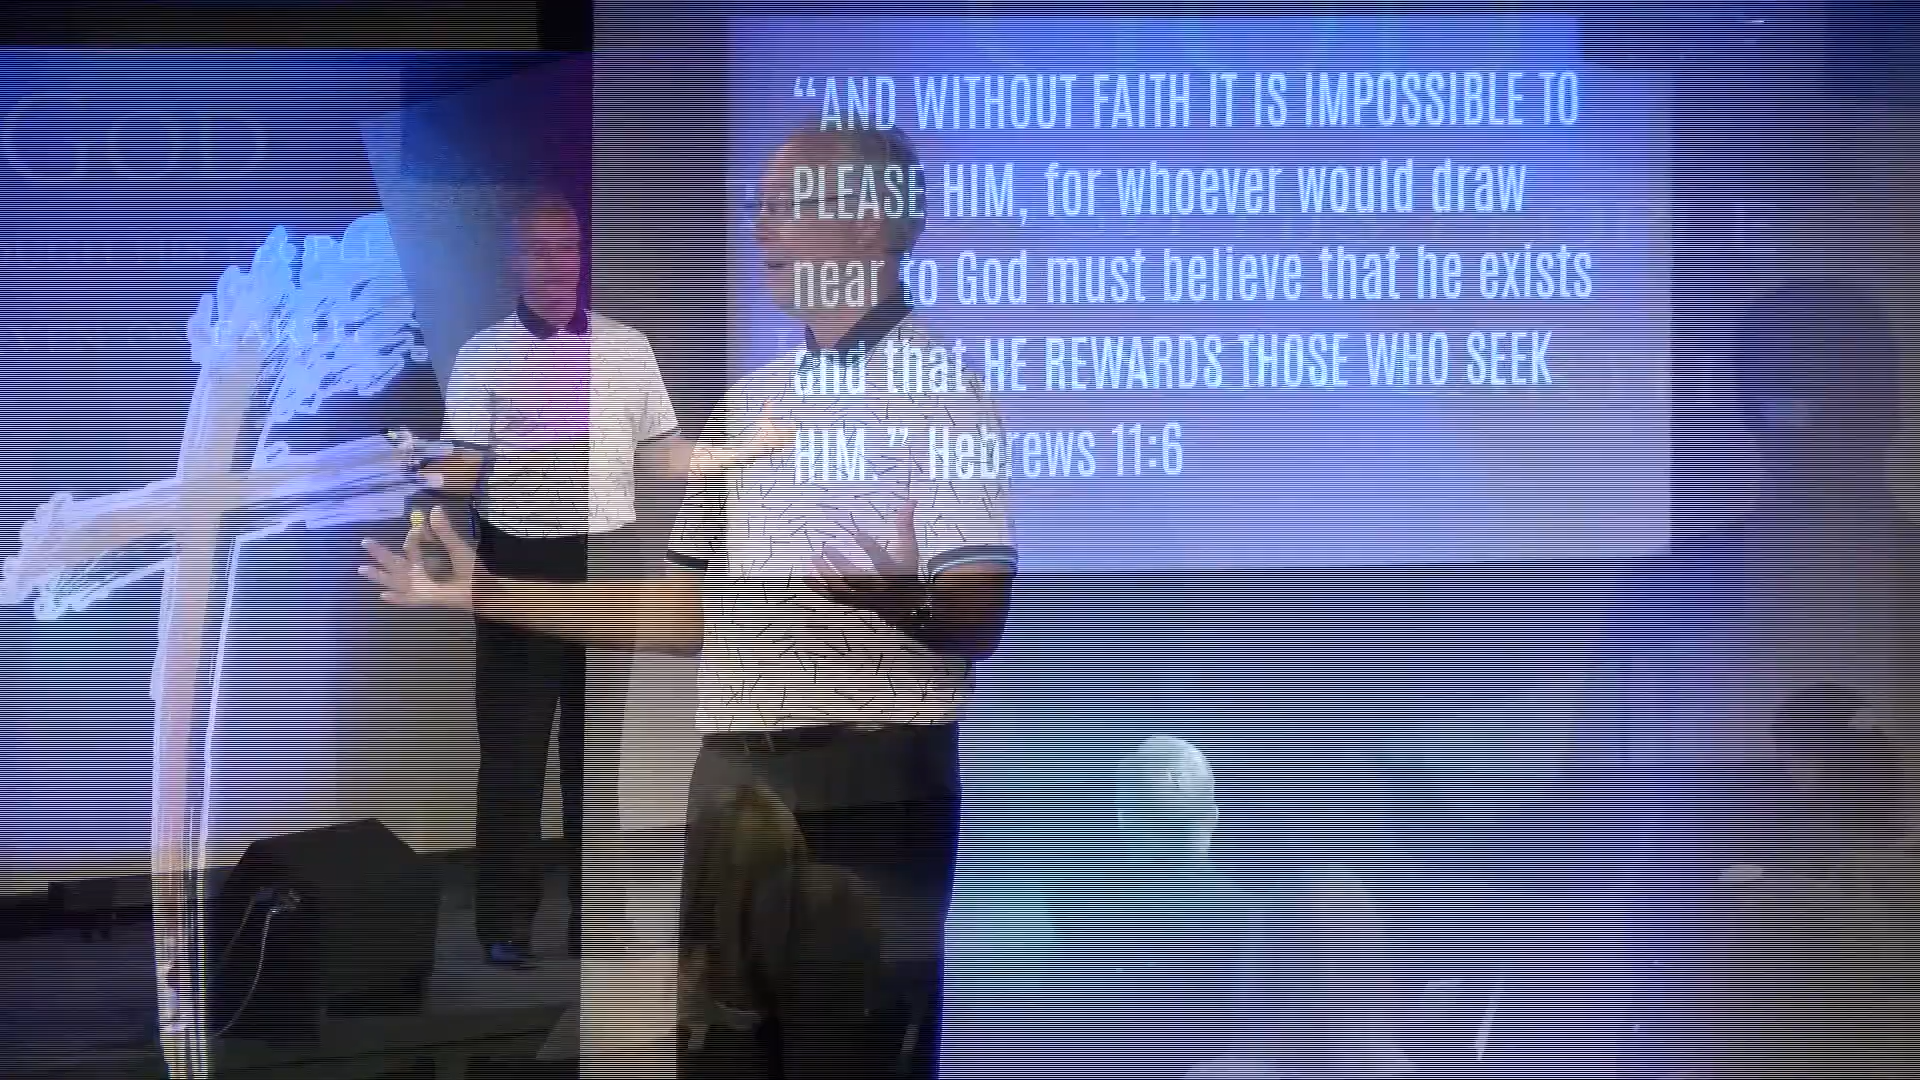 GOD
“AND WITHOUT FAITH IT IS IMPOSSIBLE TO
PLEASE HIM, for whoever would draw
near to God must believe that he exists
and that HE REWARDS THOSE WHO SEEK
HIM.” Hebrews 11:6